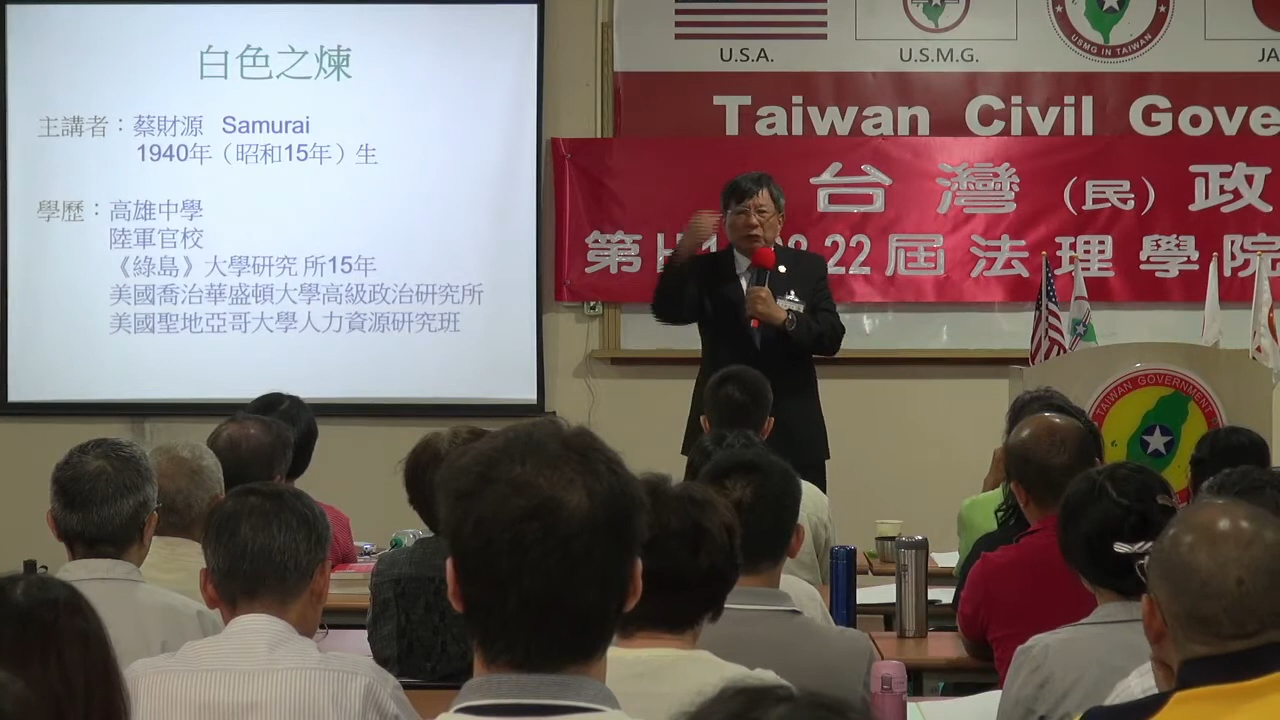 白色之煉
主講者：蔡財源 Samurai
1940年（昭和15年）生
學歷：高雄中學
陸軍官校
《綠島》大學研究 所15年
美國喬治華盛頓大學高級政治研究所
美國聖地亞哥大學人力資源研究班
U.S.A.
U.S.M.G.
USMG IN TAIWAN
JA
Taiwan Civil Gove
台灣（民）政
22屆法理學院
TAIWAN GOVERNMENT